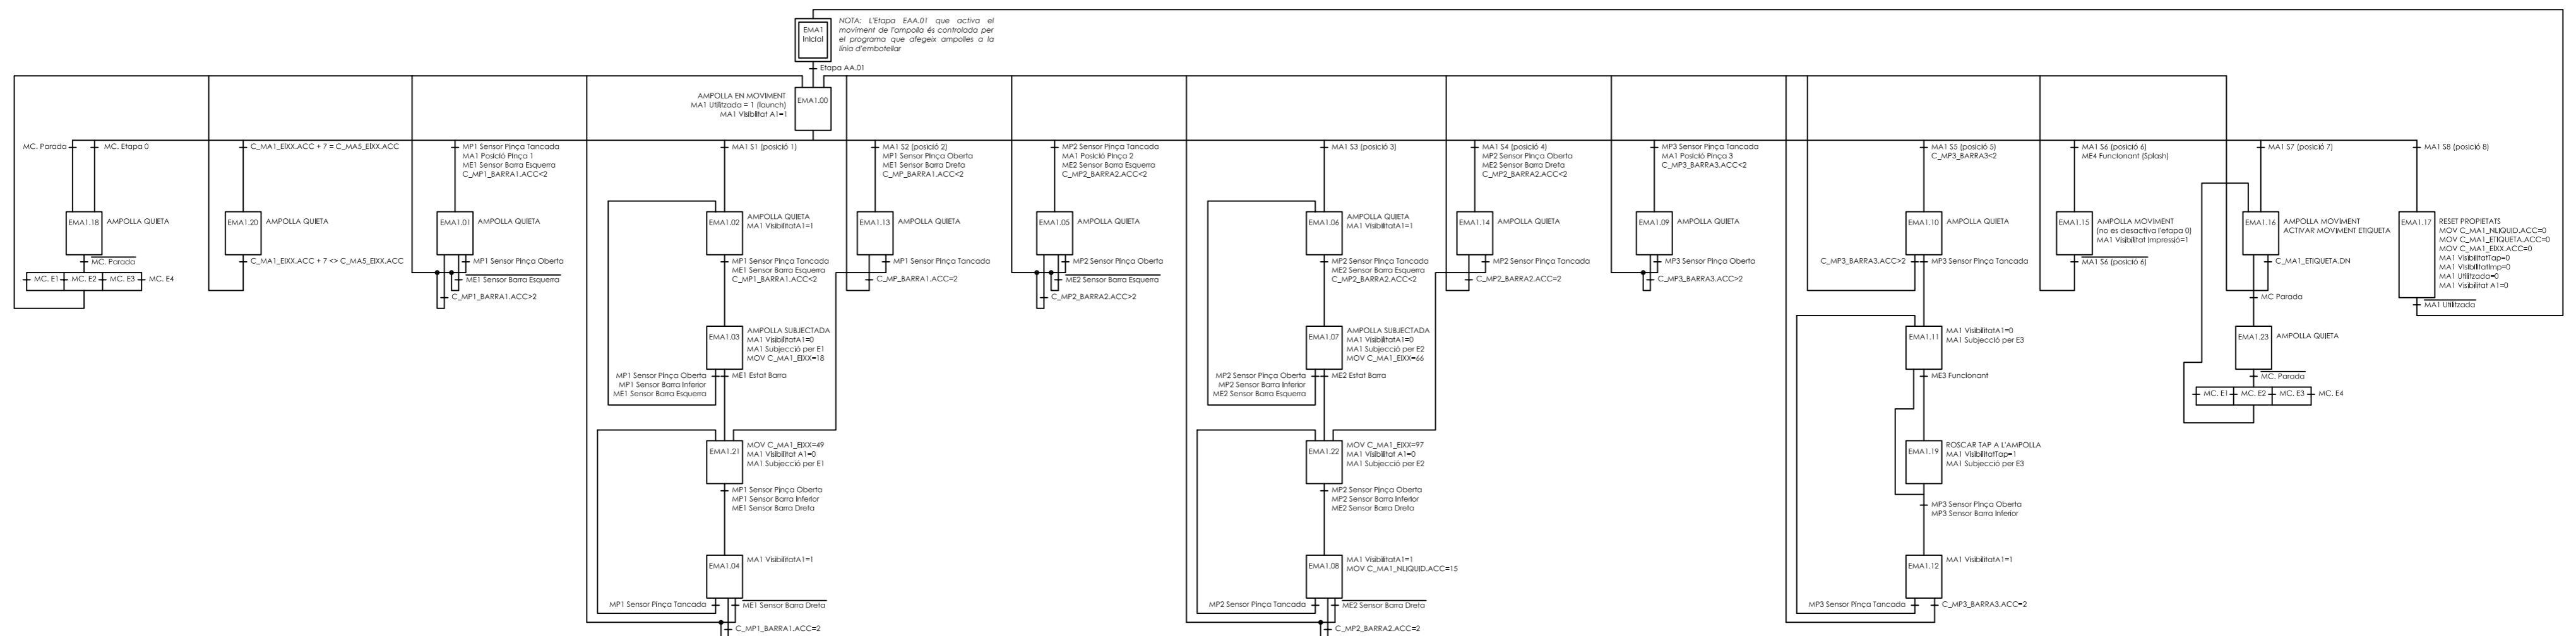 EMA1
Inicial
NOTA: L'Etapa EAA.01 que activa el
moviment de l'ampolla és controlada per
el programa que afegeix ampolles a la
línia d'embotellar
Etapa AA.01
AMPOLLA EN MOVIMENT
MA1 Utilitzada = 1 (launch)
MA1 Visibilitat A1=1
EMA1.00
MC. Parada
MC. Etapa 0
EMA1.18
AMPOLLA QUIETA
MC. Parada
MC. E1
MC. E2
MC. E3
MC. E4
C_MA1_EIXX.ACC + 7 = C_MA5_EIXX.ACC
EMA1.20
AMPOLLA QUIETA
C_MA1_EIXX.ACC + 7 <> C_MA5_EIXX.ACC
MP1 Sensor Pinça Tancada
MA1 Posició Pinça 1
ME1 Sensor Barra Esquerra
C_MP1_BARRA1.ACC<2
EMA1.01
AMPOLLA QUIETA
MP1 Sensor Pinça Oberta
ME1 Sensor Barra Esquerra
C_MP1_BARRA1.ACC>2
MA1 S1 (posició 1)
EMA1.02
AMPOLLA QUIETA
MA1 VisibilitatA1=1
MP1 Sensor Pinça Tancada
ME1 Sensor Barra Esquerra
C_MP1_BARRA1.ACC<2
EMA1.03
AMPOLLA SUBJECTADA
MA1 VisibilitatA1=0
MA1 Subjecció per E1
MOV C_MA1_EIXX=18
MP1 Sensor Pinça Oberta
MP1 Sensor Barra Inferior
ME1 Sensor Barra Esquerra
ME1 Estat Barra
EMA1.21
MOV C_MA1_EIXX=49
MA1 Visibilitat A1=0
MA1 Subjecció per E1
MP1 Sensor Pinça Oberta
MP1 Sensor Barra Inferior
ME1 Sensor Barra Dreta
EMA1.04
MA1 VisibilitatA1=1
MP1 Sensor Pinça Tancada
ME1 Sensor Barra Dreta
C_MP1_BARRA1.ACC=2
MA1 S2 (posició 2)
MP1 Sensor Pinça Oberta
ME1 Sensor Barra Dreta
C_MP_BARRA1.ACC<2
EMA1.13
AMPOLLA QUIETA
MP1 Sensor Pinça Tancada
C_MP_BARRA1.ACC=2
MP2 Sensor Pinça Tancada
MA1 Posició Pinça 2
ME2 Sensor Barra Esquerra
C_MP2_BARRA2.ACC<2
EMA1.05
AMPOLLA QUIETA
MP2 Sensor Pinça Oberta
ME2 Sensor Barra Esquerra
C_MP2_BARRA2.ACC>2
MA1 S3 (posició 3)
EMA1.06
AMPOLLA QUIETA
MA1 VisibilitatA1=1
MP2 Sensor Pinça Tancada
ME2 Sensor Barra Esquerra
C_MP2_BARRA2.ACC<2
EMA1.07
AMPOLLA SUBJECTADA
MA1 VisibilitatA1=0
MA1 Subjecció per E2
MOV C_MA1_EIXX=66
MP2 Sensor Pinça Oberta
MP2 Sensor Barra Inferior
ME2 Sensor Barra Esquerra
ME2 Estat Barra
EMA1.22
MOV C_MA1_EIXX=97
MA1 Visibilitat A1=0
MA1 Subjecció per E2
MP2 Sensor Pinça Oberta
MP2 Sensor Barra Inferior
ME2 Sensor Barra Dreta
EMA1.08
MA1 VisibilitatA1=1
MOV C_MA1_NLIQUID.ACC=15
MP2 Sensor Pinça Tancada
ME2 Sensor Barra Dreta
C_MP2_BARRA2.ACC=2
MA1 S4 (posició 4)
MP2 Sensor Pinça Oberta
ME2 Sensor Barra Dreta
C_MP2_BARRA2.ACC<2
EMA1.14
AMPOLLA QUIETA
MP2 Sensor Pinça Tancada
C_MP2_BARRA2.ACC=2
MP3 Sensor Pinça Tancada
MA1 Posició Pinça 3
C_MP3_BARRA3.ACC<2
EMA1.09
AMPOLLA QUIETA
MP3 Sensor Pinça Oberta
C_MP3_BARRA3.ACC>2
MA1 S5 (posició 5)
C_MP3_BARRA3<2
EMA1.10
AMPOLLA QUIETA
C_MP3_BARRA3.ACC>2
MP3 Sensor Pinça Tancada
EMA1.11
MA1 VisibilitatA1=0
MA1 Subjecció per E3
ME3 Funcionant
EMA1.19
ROSCAR TAP A L'AMPOLLA
MA1 VisibilitatTap=1
MA1 Subjecció per E3
MP3 Sensor Pinça Oberta
MP3 Sensor Barra Inferior
EMA1.12
MA1 VisibilitatA1=1
MP3 Sensor Pinça Tancada
C_MP3_BARRA3.ACC=2
MA1 S6 (posició 6)
ME4 Funcionant (Splash)
EMA1.15
AMPOLLA MOVIMENT
(no es desactiva l'etapa 0)
MA1 Visibilitat Impressió=1
MA1 S6 (posició 6)
MA1 S7 (posició 7)
EMA1.16
AMPOLLA MOVIMENT
ACTIVAR MOVIMENT ETIQUETA
C_MA1_ETIQUETA.DN
MC Parada
EMA1.23
AMPOLLA QUIETA
MC. Parada
MC. E1
MC. E2
MC. E3
MC. E4
MA1 S8 (posició 8)
EMA1.17
RESET PROPIETATS
MOV C_MA1_NLIQUID.ACC=0
MOV C_MA1_ETIQUETA.ACC=0
MOV C_MA1_EIXX.ACC=0
MA1 VisibilitatTap=0
MA1 VisibilitatImp=0
MA1 Utilitzada=0
MA1 Visibilitat A1=0
MA1 Utilitzada